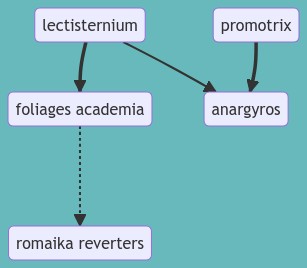 lectisternium
promotrix
foliages academia
anargyros
romaika reverters